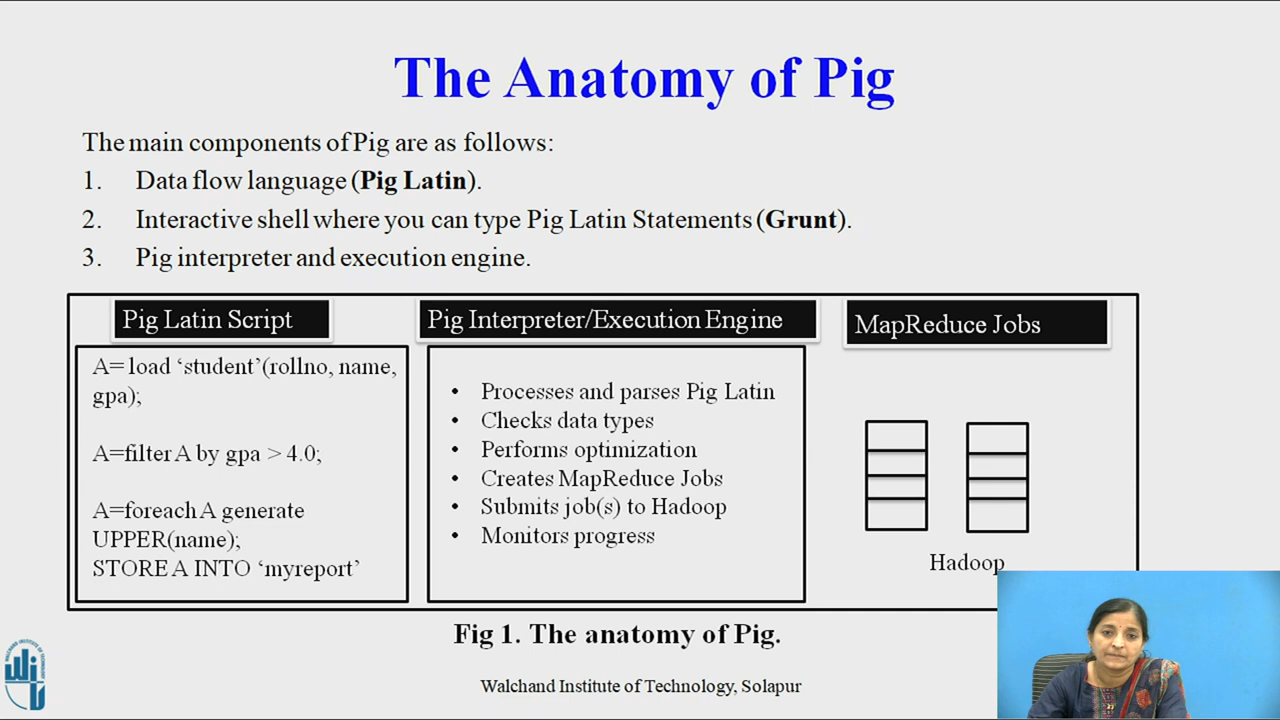 The Anatomy of Pig
The main components of Pig are as follows:
1. Data flow language (Pig Latin).
2. Interactive shell where you can type Pig Latin Statements (Grunt).
3. Pig interpreter and execution engine.
Pig Latin Script
A= load ‘student’(rollno, name,
gpa);
A=filter A by gpa > 4.0;
A=foreach A generate
UPPER(name);
STORE A INTO ‘myreport’
Pig Interpreter/Execution Engine
• Processes and parses Pig Latin
• Checks data types
• Performs optimization
• Creates MapReduce Jobs
• Submits job(s) to Hadoop
• Monitors progress
MapReduce Jobs
Hadoop
Fig 1. The anatomy of Pig.
Walchand Institute of Technology, Solapur